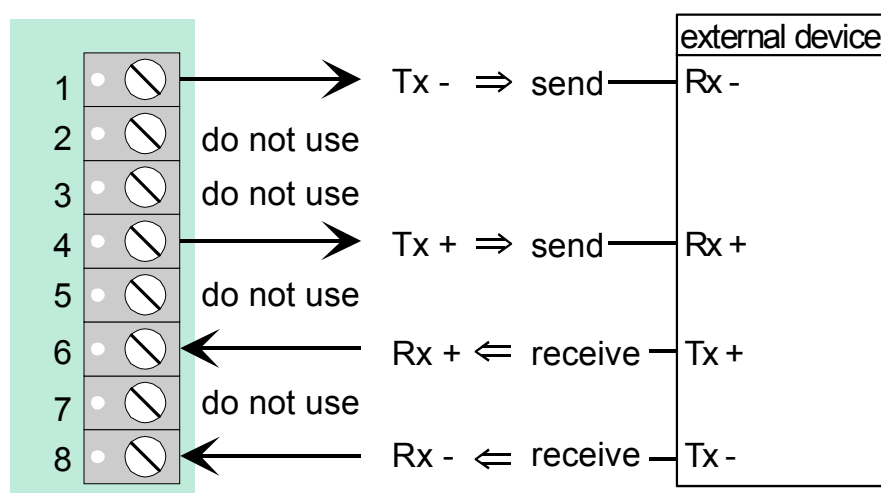 external device
1 Tx - ⇒ send Rx -
2 do not use
3 do not use
4 Tx + ⇒ send Rx +
5 do not use
6 Rx + ⇐ receive Tx +
7 do not use
8 Rx - ⇐ receive Tx -